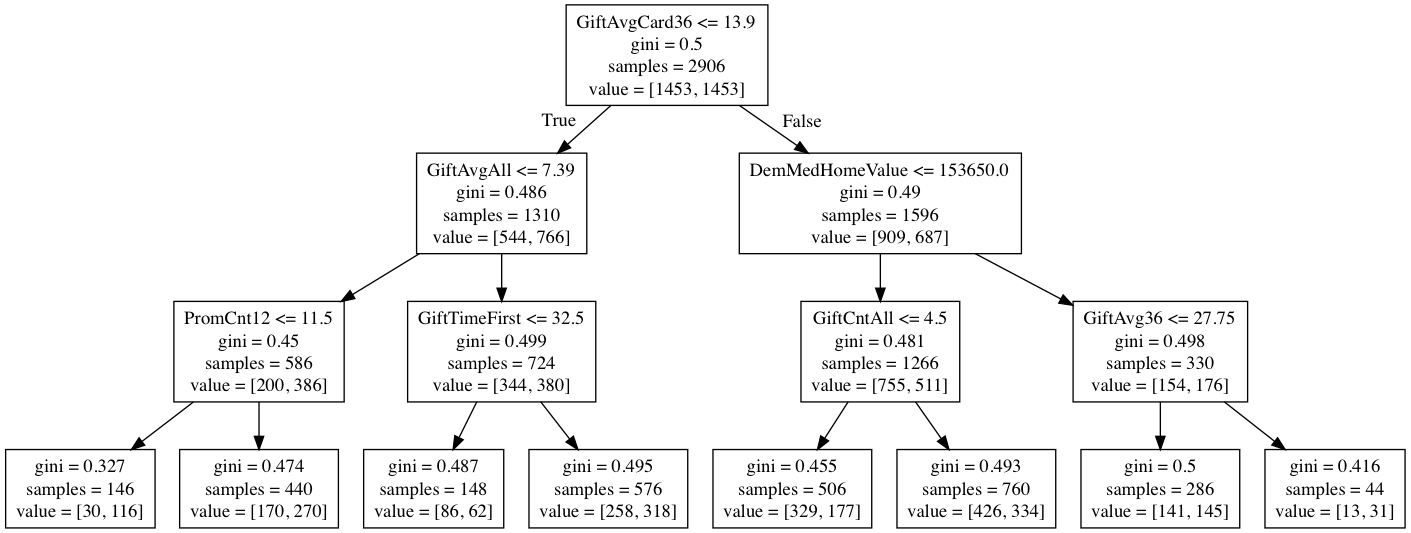 GiftAvgCard36 <= 13.9
gini = 0.5
samples = 2906
value = [1453, 1453]
True
False
GiftAvgAll <= 7.39
gini = 0.486
samples = 1310
value = [544, 766]
DemMedHomeValue <= 153650.0
gini = 0.49
samples = 1596
value = [909, 687]
PromCnt12 <= 11.5
gini = 0.45
samples = 586
value = [200, 386]
GiftTimeFirst <= 32.5
gini = 0.499
samples = 724
value = [344, 380]
GiftCntAll <= 4.5
gini = 0.481
samples = 1266
value = [755, 511]
GiftAvg36 <= 27.75
gini = 0.498
samples = 330
value = [154, 176]
gini = 0.327
samples = 146
value = [30, 116]
gini = 0.474
samples = 440
value = [170, 270]
gini = 0.487
samples = 148
value = [86, 62]
gini = 0.495
samples = 576
value = [258, 318]
gini = 0.455
samples = 506
value = [329, 177]
gini = 0.493
samples = 760
value = [426, 334]
gini = 0.5
samples = 286
value = [141, 145]
gini = 0.416
samples = 44
value = [13, 31]